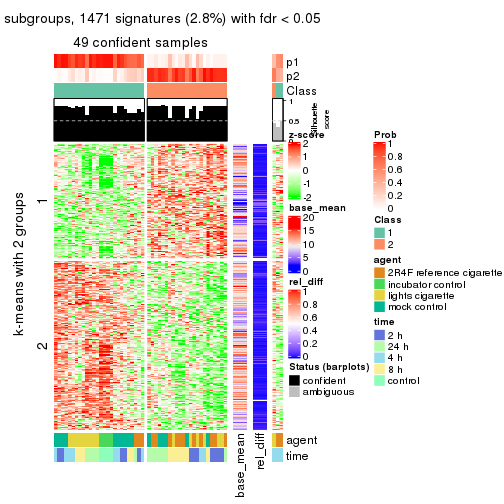 subgroups, 1471 signatures (2.8%) with fdr < 0.05
49 confident samples
p1
p2
Class
1
0.5
0
Silhouette
score
k-means with 2 groups
1
2
z-score
2
1
0
-1
-2
base_mean
20
15
10
5
0
rel_diff
1
0.8
0.6
0.4
0.2
0
Status (barplots)
confident
ambiguous
Prob
1
0.8
0.6
0.4
0.2
0
Class
1
2
agent
2R4F reference cigarette
incubator control
lights cigarette
mock control
time
2 h
24 h
4 h
8 h
control
agent
time
base_mean
rel_diff